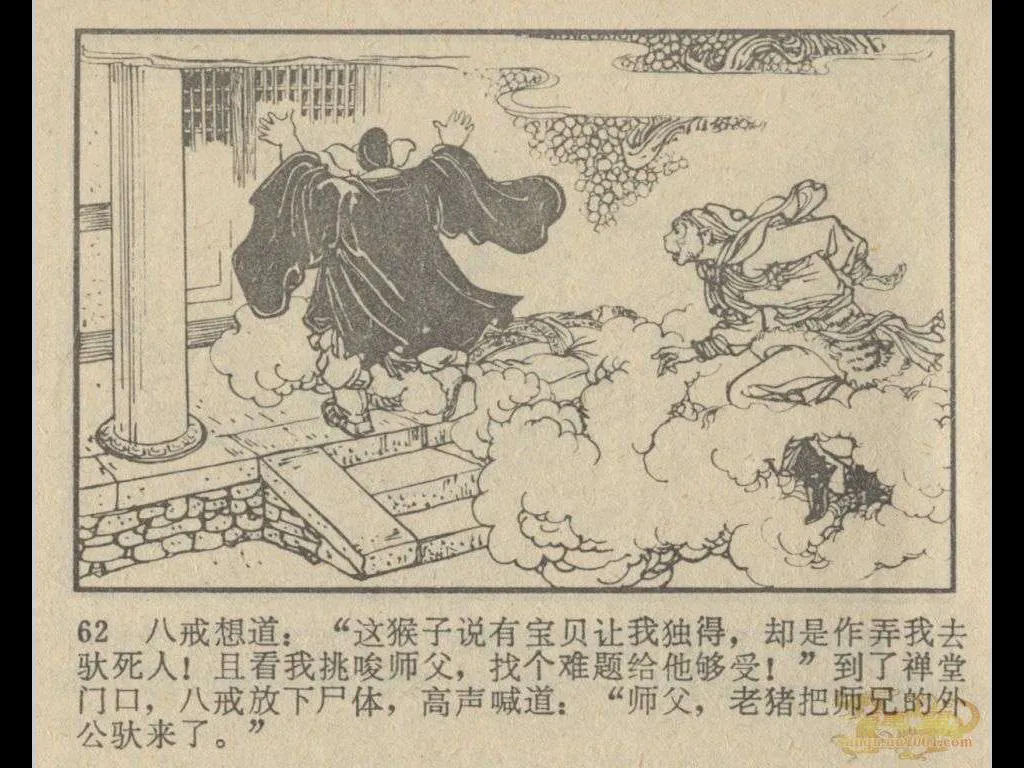 62 八戒想道：“这猴子说有宝贝让我独得，却是作弄我去
驮死人！且看我挑唆师父，找个难题给他够受！”到了禅堂
门口，八戒放下尸体，高声喊道：“师父，老猪把师兄的外
公驮来了。”